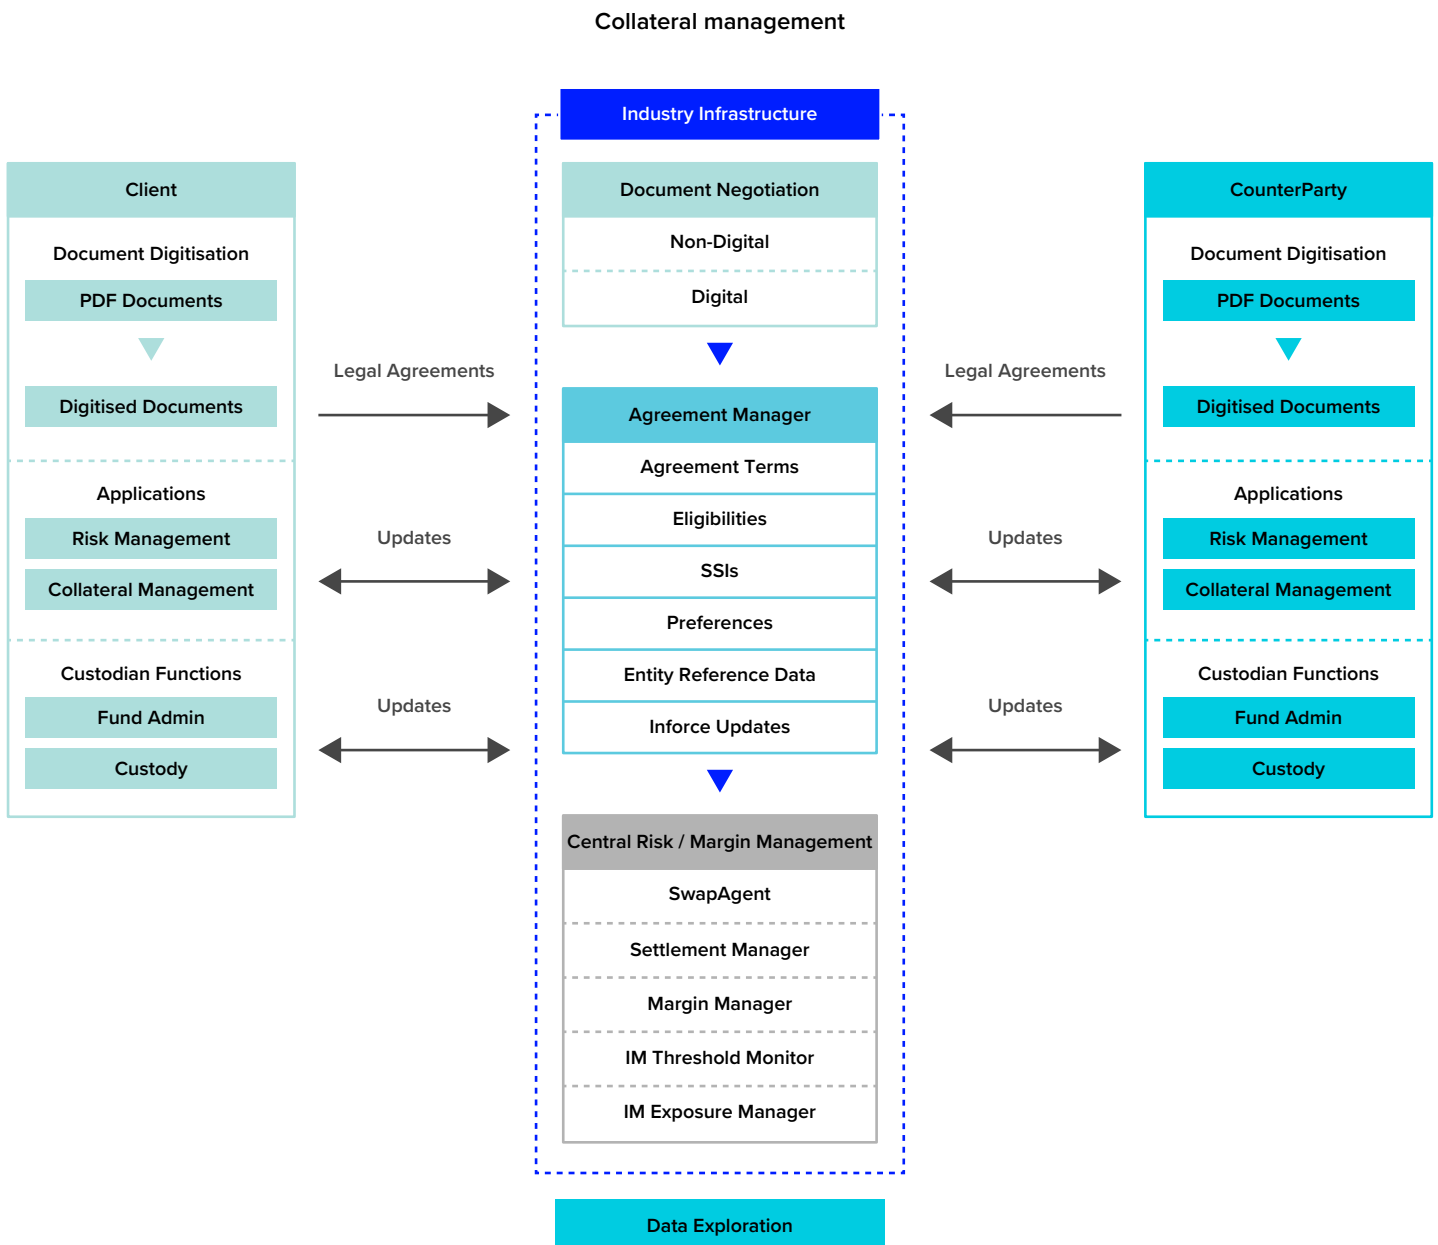 Collateral management
Industry Infrastructure
Client
Document Digitisation
PDF Documents
Digitised Documents
Applications
Risk Management
Collateral Management
Custodian Functions
Fund Admin
Custody
Legal Agreements
Updates
Updates
Document Negotiation
Non-Digital
Digital
Agreement Manager
Agreement Terms
Eligibilities
SSIs
Preferences
Entity Reference Data
Inforce Updates
Central Risk / Margin Management
SwapAgent
Settlement Manager
Margin Manager
IM Threshold Monitor
IM Exposure Manager
Legal Agreements
Updates
Updates
CounterParty
Document Digitisation
PDF Documents
Digitised Documents
Applications
Risk Management
Collateral Management
Custodian Functions
Fund Admin
Custody
Data Exploration